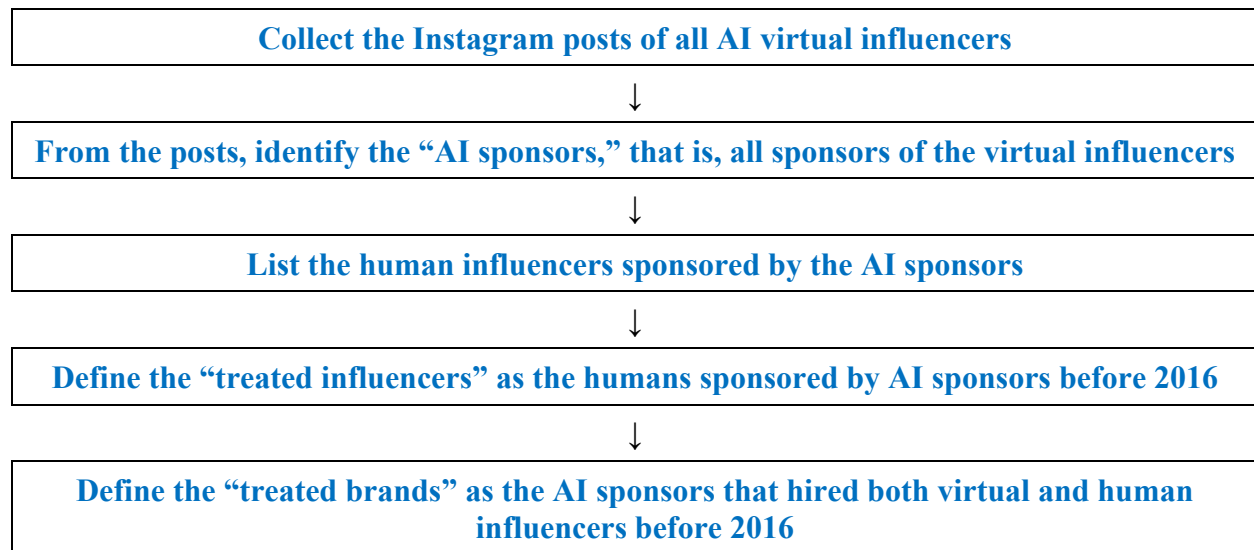 Collect the Instagram posts of all AI virtual influencers
↓
From the posts, identify the “AI sponsors,” that is, all sponsors of the virtual influencers
↓
List the human influencers sponsored by the AI sponsors
↓
Define the “treated influencers” as the humans sponsored by AI sponsors before 2016
↓
Define the “treated brands” as the AI sponsors that hired both virtual and human
influencers before 2016